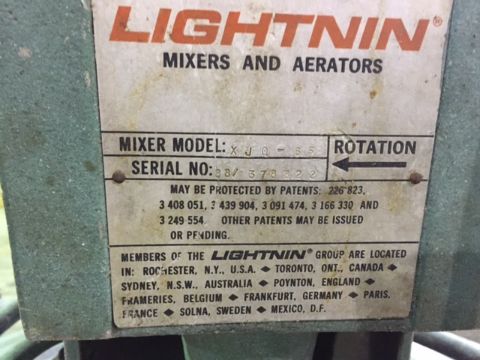 LIGHTNIN®
MIXERS AND AERATORS
MIXER MODEL: XJQ-65
ROTATION
SERIAL NO:
MAY BE PROTECTED BY PATENTS: 226 823,
3 408 051, 3 439 904, 3 091 474, 3 166 330 AND
3 249 554. OTHER PATENTS MAY BE ISSUED
OR PENDING.
MEMBERS OF THE LIGHTNIN® GROUP ARE LOCATED
IN: ROCHESTER, N.Y., U.S.A. ◆ TORONTO, ONT., CANADA ◆
SYDNEY, N.S.W., AUSTRALIA ◆ POYNTON, ENGLAND ◆
FRAMERIES, BELGIUM ◆ FRANKFURT, GERMANY ◆ PARIS,
FRANCE ◆ SOLNA, SWEDEN ◆ MEXICO, D.F.